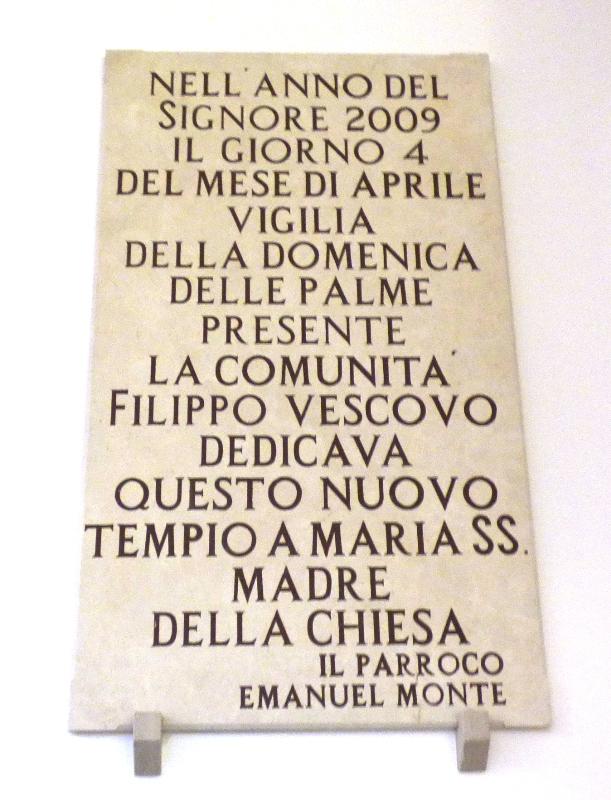 NELL'ANNO DEL
SIGNORE 2009
IL GIORNO 4
DEL MESE DI APRILE
VIGILIA
DELLA DOMENICA
DELLE PALME
PRESENTE
LA COMUNITA'
FILIPPO VESCOVO
DEDICAVA
QUESTO NUOVO
TEMPIO A MARIA SS.
MADRE
DELLA CHIESA
IL PARROCO
EMANUEL MONTE